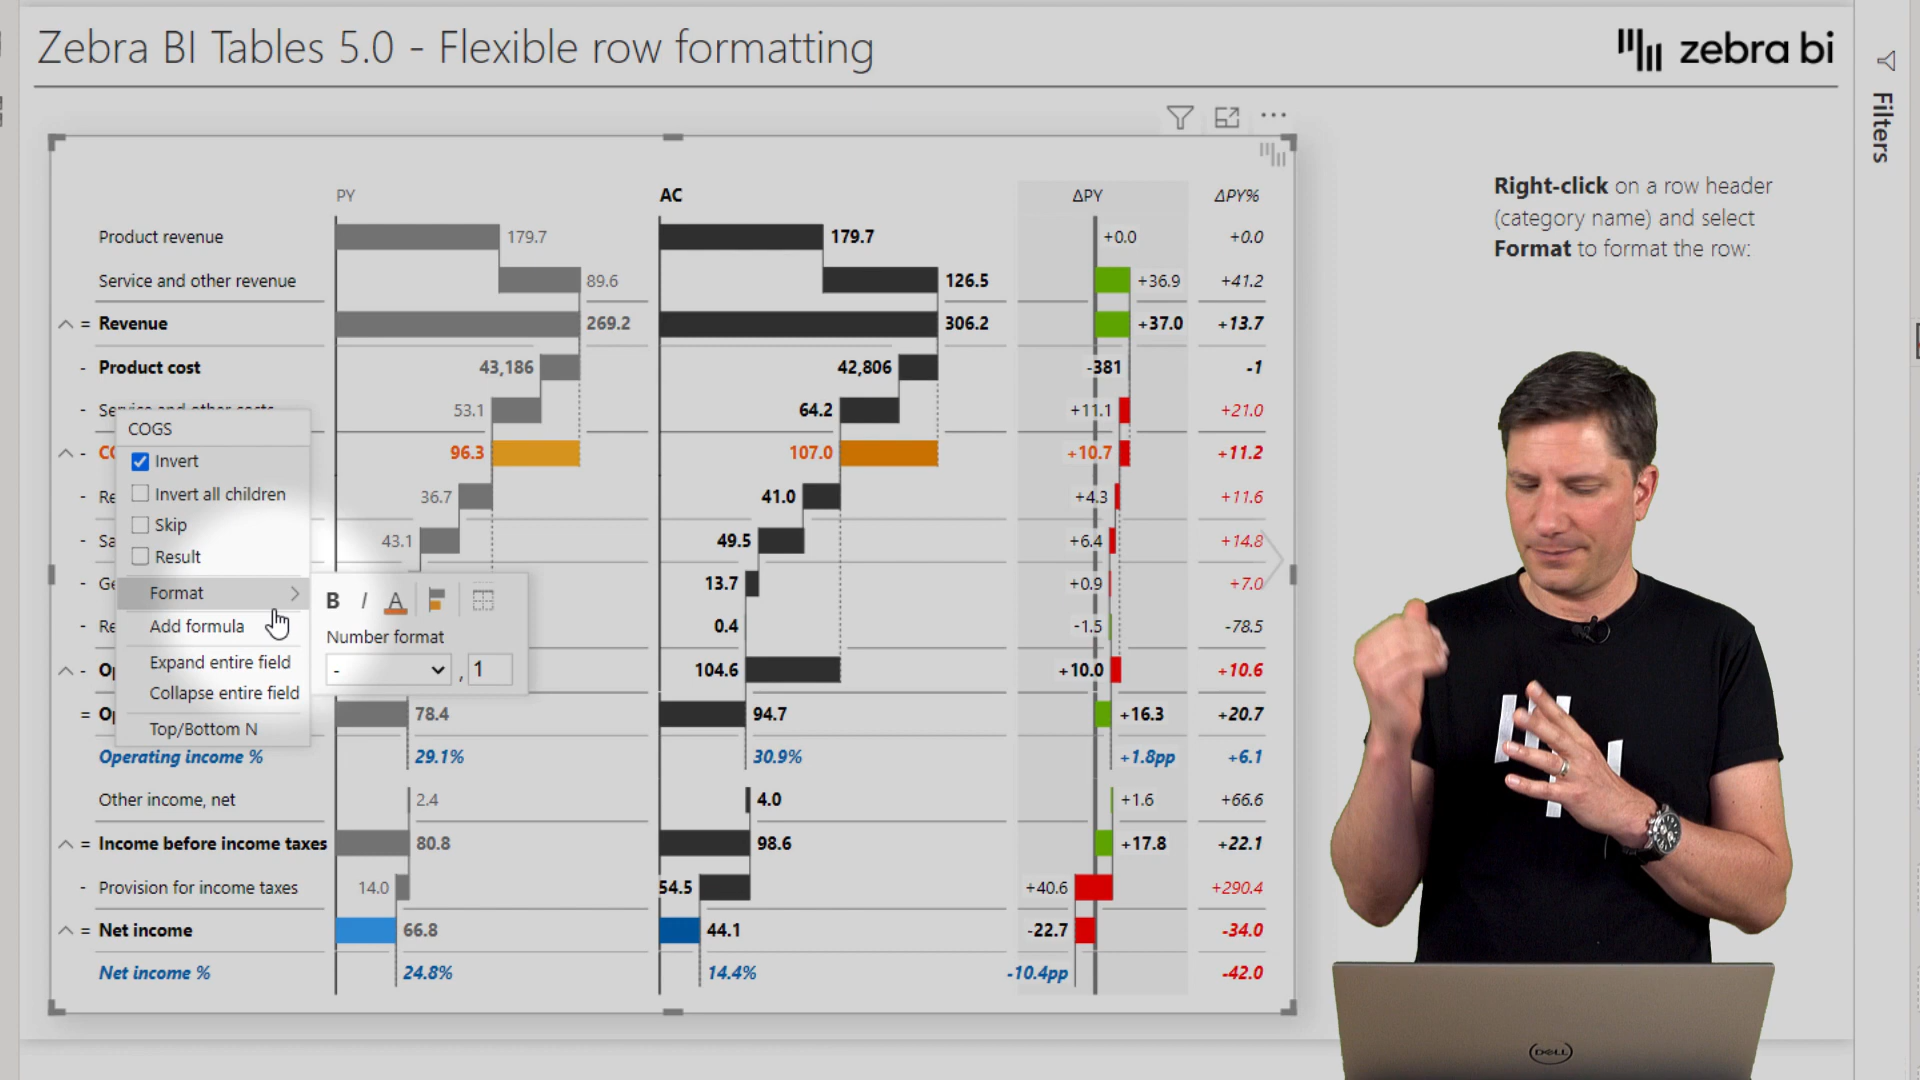 Zebra BI Tables 5.0 - Flexible row formatting
zebra bi
Filters
Right-click on a row header
(category name) and select
Format to format the row:
PY AC ΔPY ΔPY%
Product revenue 179.7 179.7 +0.0 +0.0
Service and other revenue 89.6 126.5 +36.9 +41.2
= Revenue 269.2 306.2 +37.0 +13.7
- Product cost 43,186 42,806 -381 -1
- Service and other costs 53.1 64.2 +11.1 +21.0
- 96.3 107.0 +10.7 +11.2
- Re 36.7 41.0 +4.3 +11.6
- Sa 43.1 49.5 +6.4 +14.8
- Ge 13.7 +0.9 +7.0
- Re 0.4 -1.5 -78.5
- Op 104.6 +10.0 +10.6
= Op 78.4 94.7 +16.3 +20.7
Operating income % 29.1% 30.9% +1.8pp +6.1
Other income, net 2.4 4.0 +1.6 +66.6
= Income before income taxes 80.8 98.6 +17.8 +22.1
- Provision for income taxes 14.0 54.5 +40.6 +290.4
= Net income 66.8 44.1 -22.7 -34.0
Net income % 24.8% 14.4% -10.4pp -42.0
COGS
Invert
Invert all children
Skip
Result
Format
Add formula
Expand entire field
Collapse entire field
Top/Bottom N
B I A
Number format
- , 1
DELL